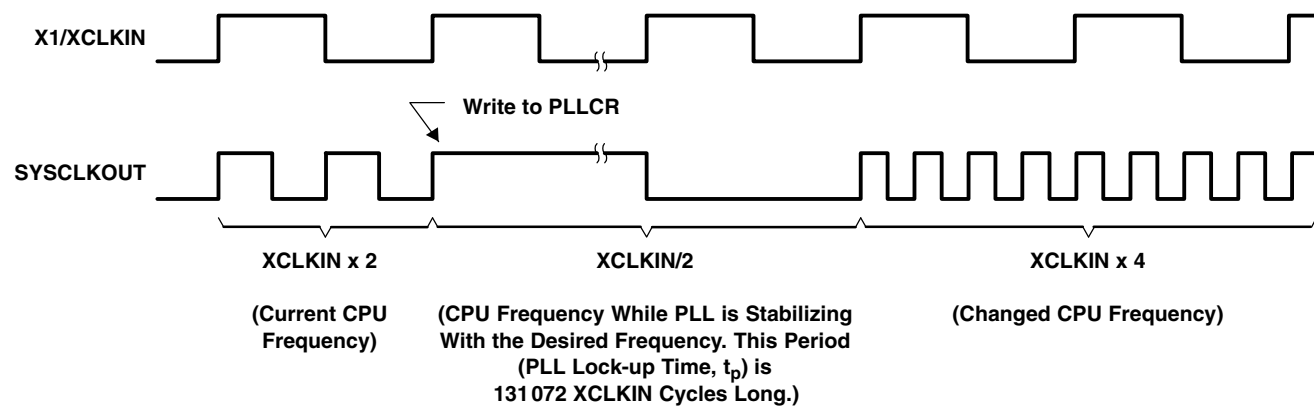 X1/XCLKIN
Write to PLLCR
SYSCLKOUT
XCLKIN x 2
(Current CPU
Frequency)
XCLKIN/2
(CPU Frequency While PLL is Stabilizing
With the Desired Frequency. This Period
(PLL Lock-up Time, tp) is
131072 XCLKIN Cycles Long.)
XCLKIN x 4
(Changed CPU Frequency)